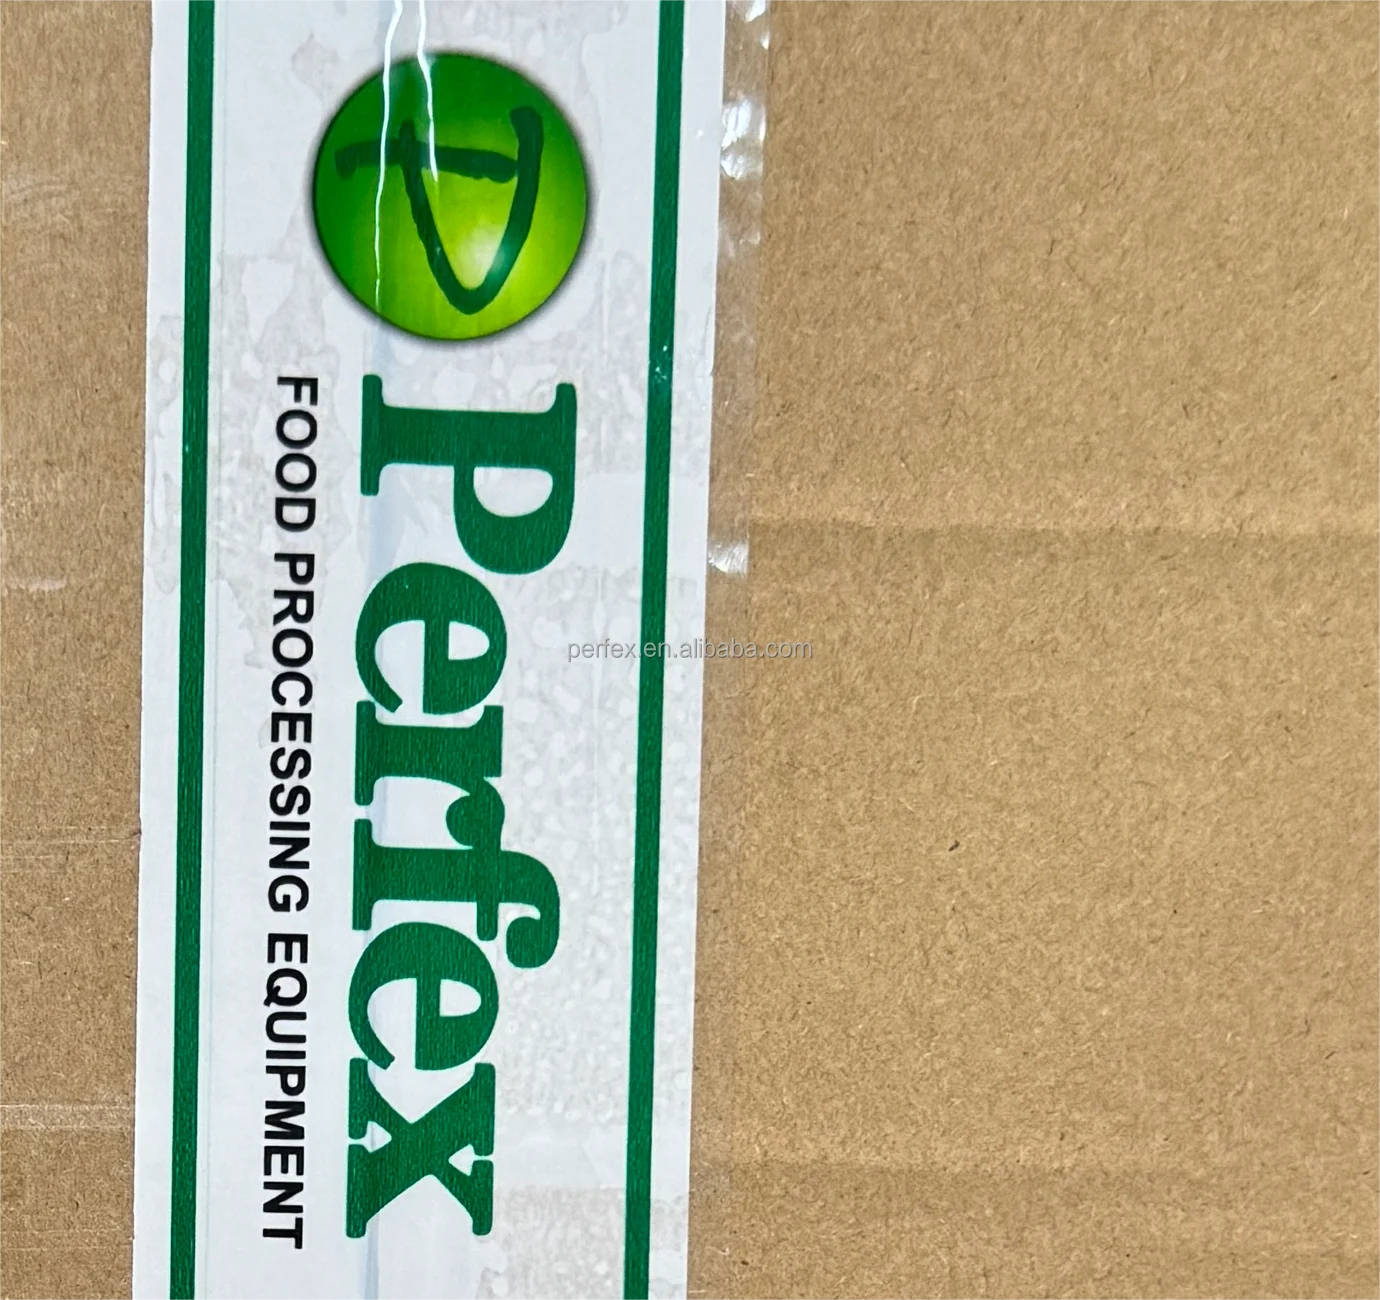 Perfex
FOOD PROCESSING EQUIPMENT
perfex.en.alibaba.com